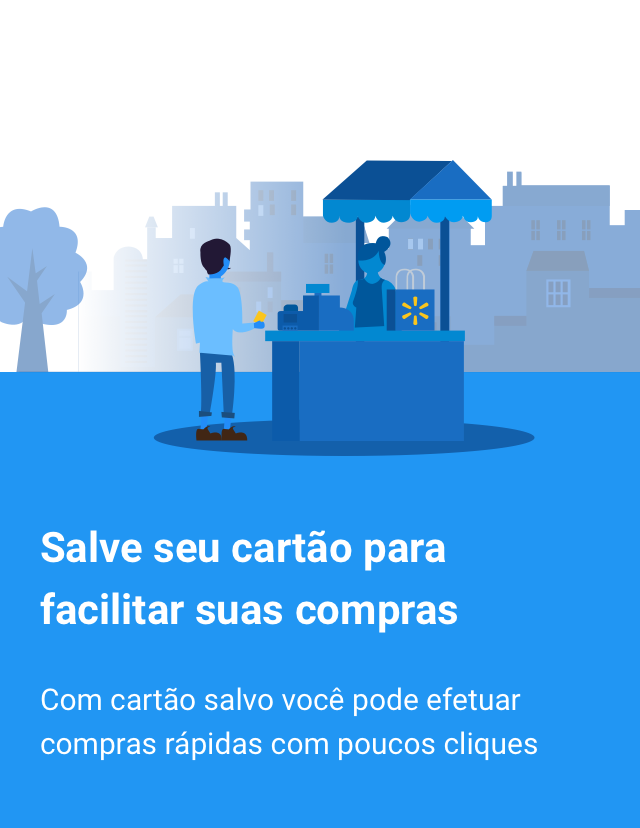 Salve seu cartão para
facilitar suas compras
Com cartão salvo você pode efetuar
compras rápidas com poucos cliques